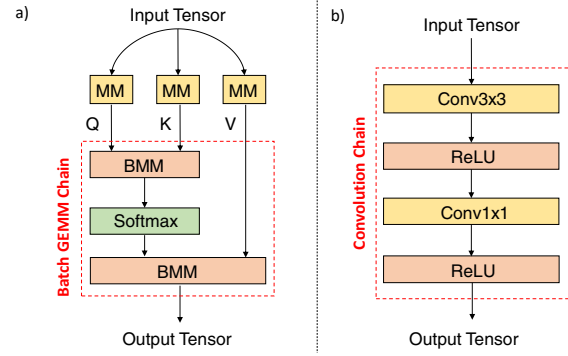 a)
Input Tensor
MM
MM
MM
Q
K
V
BMM
Softmax
BMM
Batch GEMM Chain
Output Tensor
b)
Input Tensor
Conv3x3
ReLU
Conv1x1
ReLU
Convolution Chain
Output Tensor